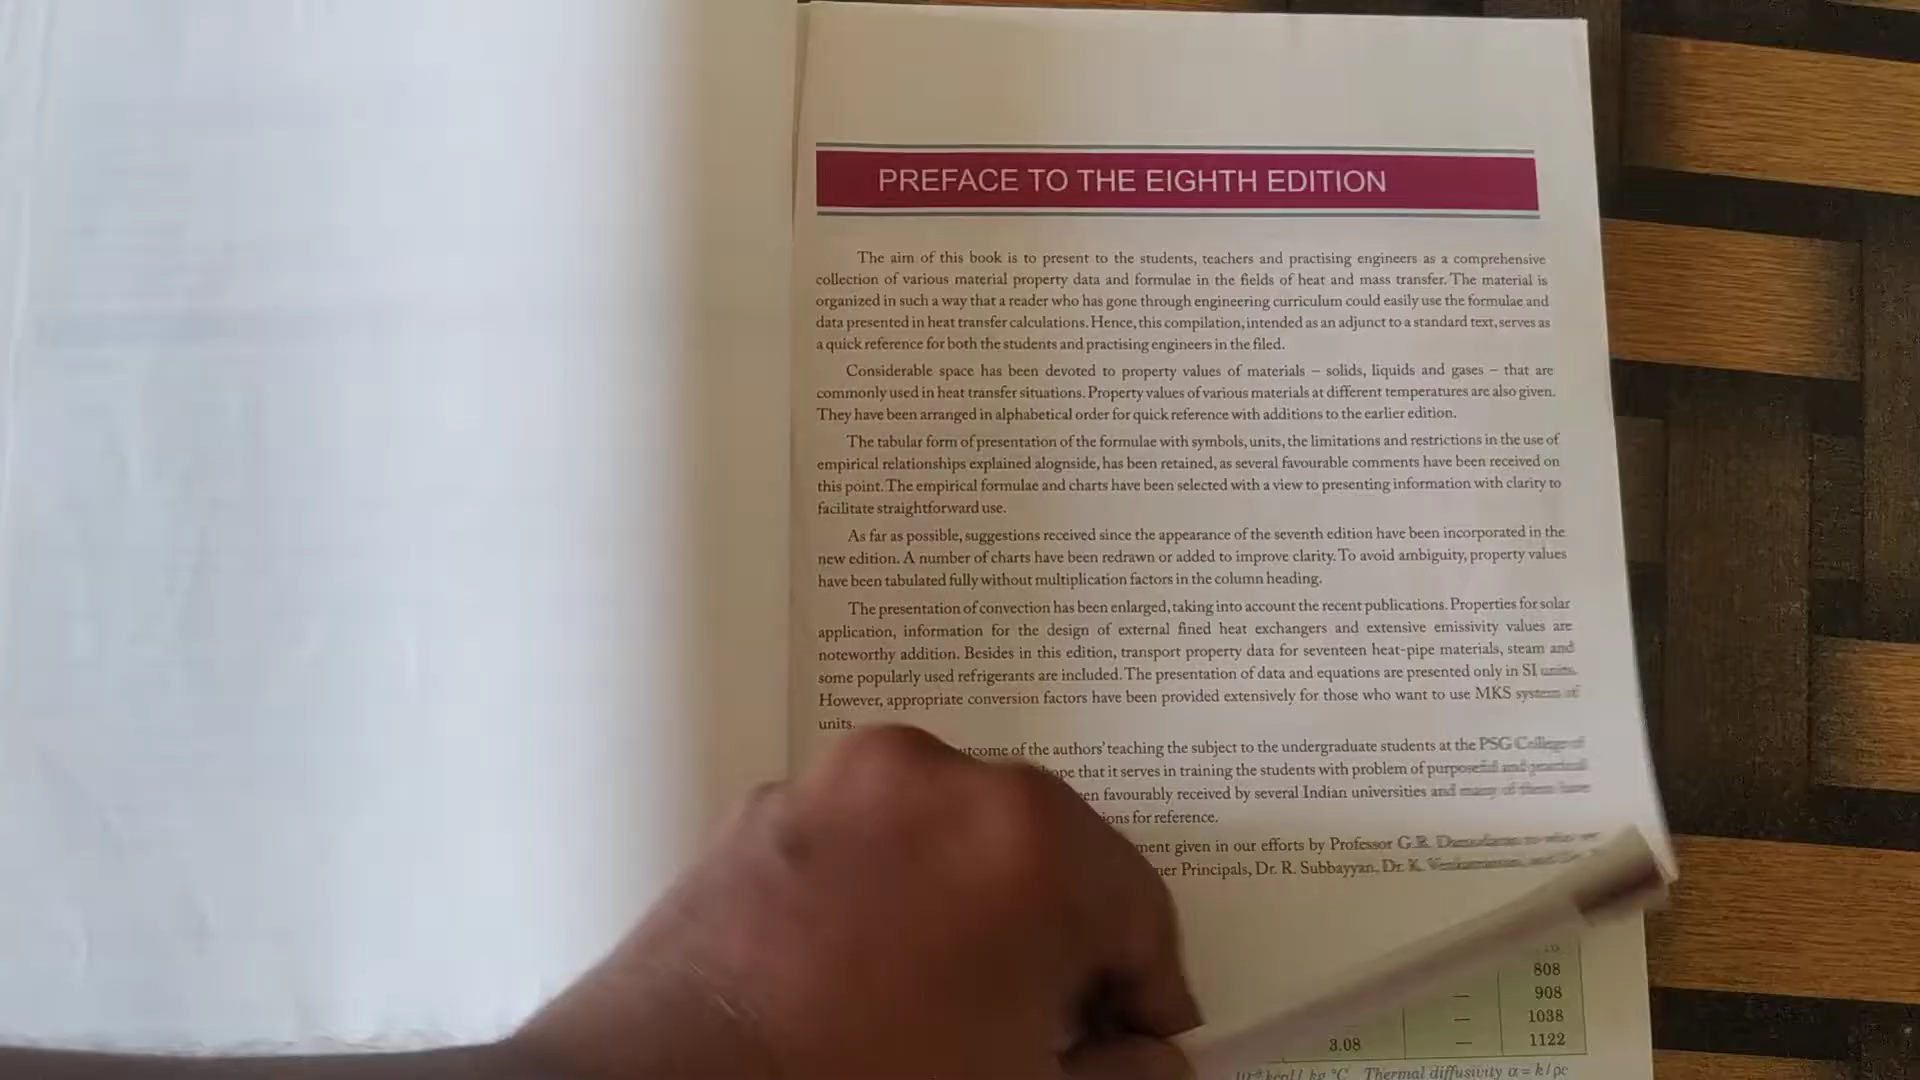 PREFACE TO THE EIGHTH EDITION
The aim of this book is to present to the students, teachers and practising engineers as a comprehensive
collection of various material property data and formulae in the fields of heat and mass transfer. The material is
organized in such a way that a reader who has gone through engineering curriculum could easily use the formulae and
data presented in heat transfer calculations. Hence, this compilation, intended as an adjunct to a standard text, serves as
a quick reference for both the students and practising engineers in the filed.
Considerable space has been devoted to property values of materials – solids, liquids and gases – that are
commonly used in heat transfer situations. Property values of various materials at different temperatures are also given.
They have been arranged in alphabetical order for quick reference with additions to the earlier edition.
The tabular form of presentation of the formulae with symbols, units, the limitations and restrictions in the use of
empirical relationships explained alognside, has been retained, as several favourable comments have been received on
this point. The empirical formulae and charts have been selected with a view to presenting information with clarity to
facilitate straightforward use.
As far as possible, suggestions received since the appearance of the seventh edition have been incorporated in the
new edition. A number of charts have been redrawn or added to improve clarity. To avoid ambiguity, property values
have been tabulated fully without multiplication factors in the column heading.
The presentation of convection has been enlarged, taking into account the recent publications. Properties for solar
application, information for the design of external fined heat exchangers and extensive emissivity values are
noteworthy addition. Besides in this edition, transport property data for seventeen heat-pipe materials, steam and
some popularly used refrigerants are included. The presentation of data and equations are presented only in SI units.
However, appropriate conversion factors have been provided extensively for those who want to use MKS system of
units.
of the authors' teaching the subject to the undergraduate students at the PSG College of
that it serves in training the students with problem of purposeful and practical
favourably received by several Indian universities and many of them have
for reference.
given in our efforts by Professor G.R.
Principals, Dr. R. Subbayyan, Dr. K.
808
— 908
— 1038
3.08 — 1122
kg °C Thermal diffusivity α = k / ρc